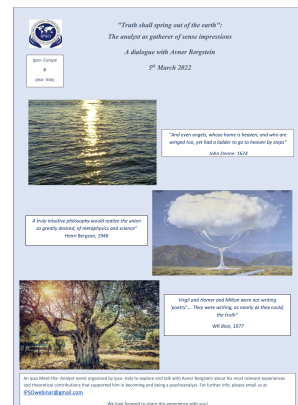 "Truth shall spring out of the earth":
The analyst as gatherer of sense impressions
A dialogue with Avner Bergstein
5th March 2022
IPSO
Ipso- Europe
&
Ipso- Italy
"And even angels, whose home is heaven, and who are
winged too, yet had a ladder to go to heaven by steps"
John Donne 1624
A truly intuitive philosophy would realize the union
so greatly desired, of metaphysics and science"
Henri Bergson, 1946
Virgil and Homer and Milton were not writing
'poetry'.... They were writing, as nearly as they could,
the truth"
WR Bion, 1977
An Ipso Meet-the- Analyst event organized by Ipso- Italy to explore and talk with Avner Bergstein about his most relevant experiences
and theoretical contributions that supported him in becoming and being a psychoanalyst. For further info, please email us at
IPSOwebinar@gmail.com
We look forward to share this experience with you!